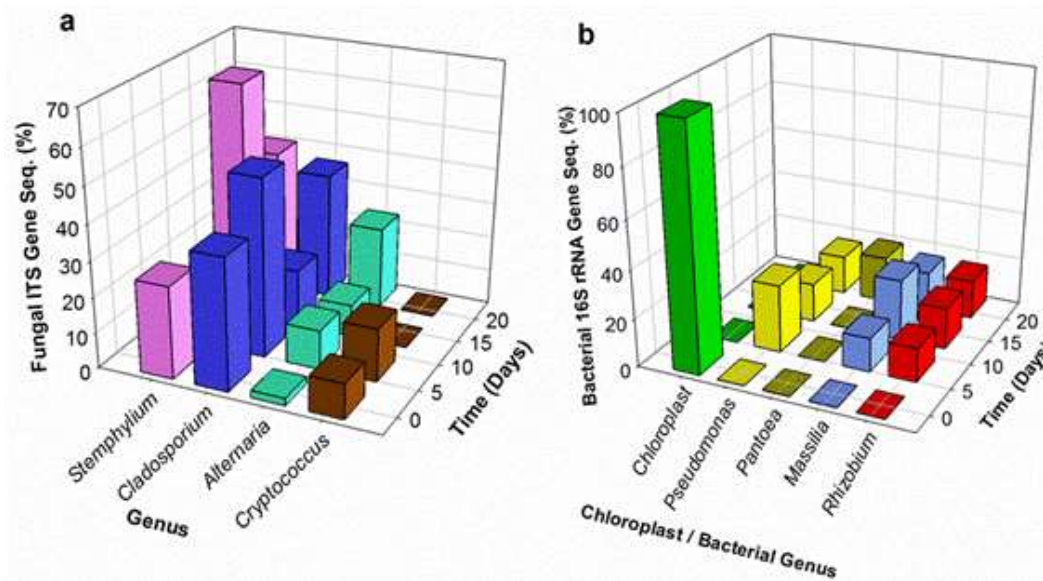 a
Fungal ITS Gene Seq. (%)
70
60
50
40
30
20
10
0
Stemphylium
Cladosporium
Alternaria
Cryptococcus
Genus
0
5
10
15
20
Time (Days)
b
Bacterial 16S rRNA Gene Seq. (%)
100
80
60
40
20
0
Chloroplast
Pseudomonas
Pantoea
Massilia
Rhizobium
Chloroplast / Bacterial Genus
0
5
10
15
20
Time (Days)